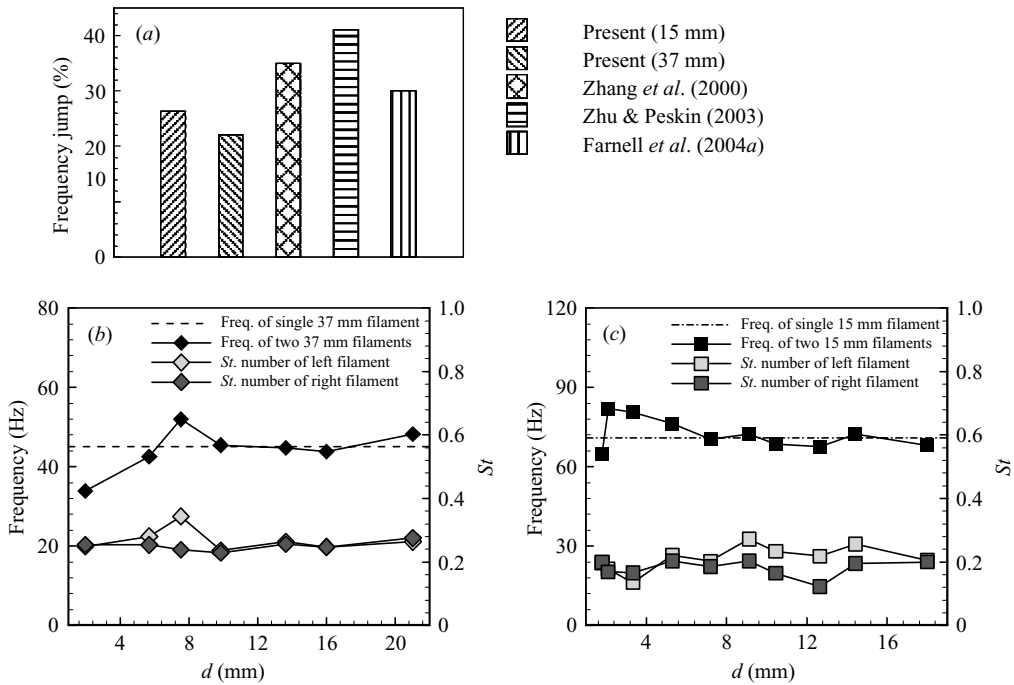 (a)
Frequency jump (%)
40
30
20
10
0
Present (15 mm)
Present (37 mm)
Zhang et al. (2000)
Zhu & Peskin (2003)
Farnell et al. (2004a)
(b)
Freq. of single 37 mm filament
Freq. of two 37 mm filaments
St. number of left filament
St. number of right filament
Frequency (Hz)
80
60
40
20
0
1.0
0.8
0.6
0.4
0.2
0
St
4 8 12 16 20
d (mm)
(c)
Freq. of single 15 mm filament
Freq. of two 15 mm filaments
St. number of left filament
St. number of right filament
Frequency (Hz)
120
90
60
30
0
1.0
0.8
0.6
0.4
0.2
0
St
4 8 12 16
d (mm)